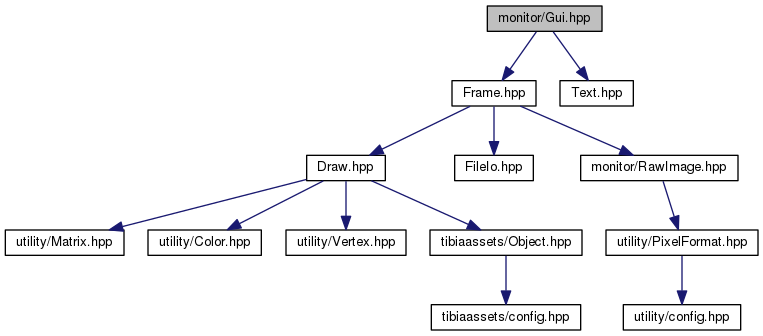 monitor/Gui.hpp
Frame.hpp
Text.hpp
Draw.hpp
FileIo.hpp
monitor/RawImage.hpp
utility/Matrix.hpp
utility/Color.hpp
utility/Vertex.hpp
tibiaassets/Object.hpp
utility/PixelFormat.hpp
tibiaassets/config.hpp
utility/config.hpp